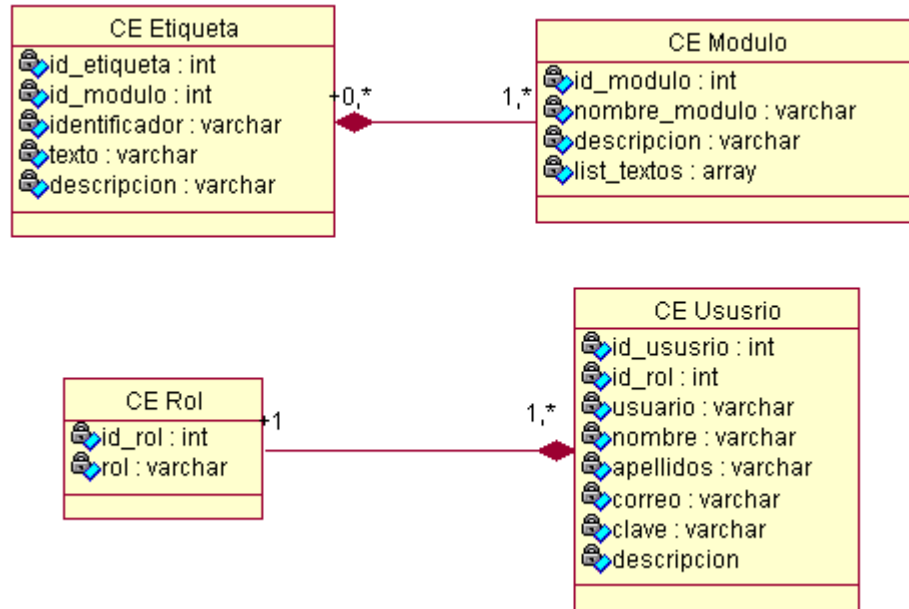 CE Etiqueta
id_etiqueta : int
id_modulo : int
identificador : varchar
texto : varchar
descripcion : varchar
+0,*
1,*
CE Modulo
id_modulo : int
nombre_modulo : varchar
descripcion : varchar
list_textos : array
CE Rol
id_rol : int
rol : varchar
+1
1,*
CE Ususrio
id_ususrio : int
id_rol : int
usuario : varchar
nombre : varchar
apellidos : varchar
correo : varchar
clave : varchar
descripcion